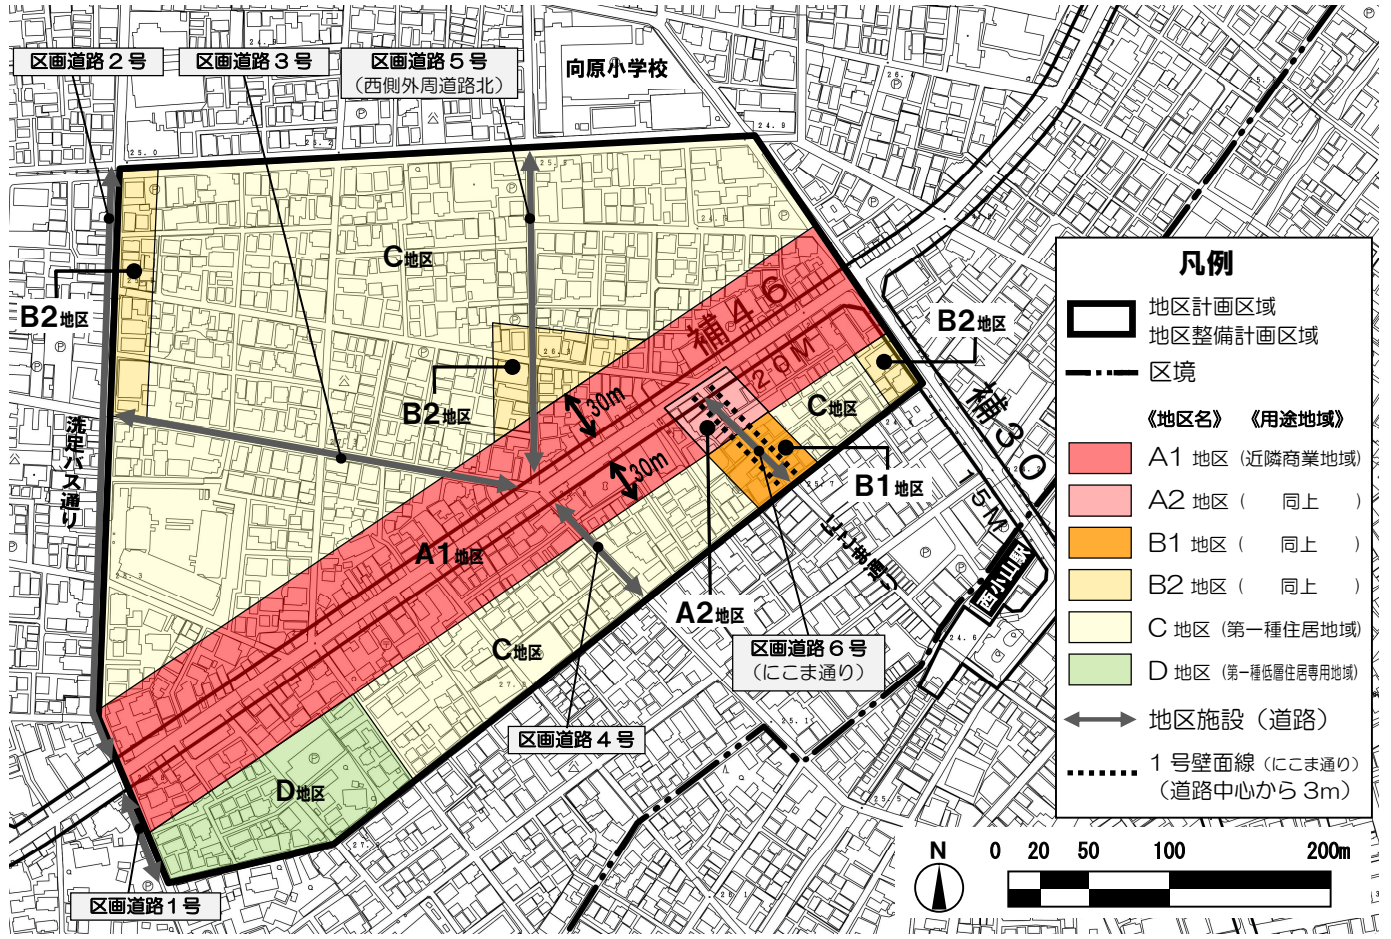 区画道路２号
区画道路３号
区画道路５号
（西側外周道路北）
向原小学校
C地区
B2地区
B2地区
B2地区
補４６
２０Ｍ
30m
30m
C地区
補３０
１５Ｍ
洗足バス通り
A1地区
B1地区
A2地区
にこま通り
西小山駅
区画道路６号
（にこま通り）
C地区
区画道路４号
D地区
区画道路１号
凡例
地区計画区域
地区整備計画区域
区境
《地区名》 《用途地域》
A1 地区（近隣商業地域）
A2 地区（ 同上 ）
B1 地区（ 同上 ）
B2 地区（ 同上 ）
C 地区（第一種住居地域）
D 地区（第一種低層住居専用地域）
地区施設（道路）
１号壁面線（にこま通り）
（道路中心から 3m）
N
0 20 50 100 200m